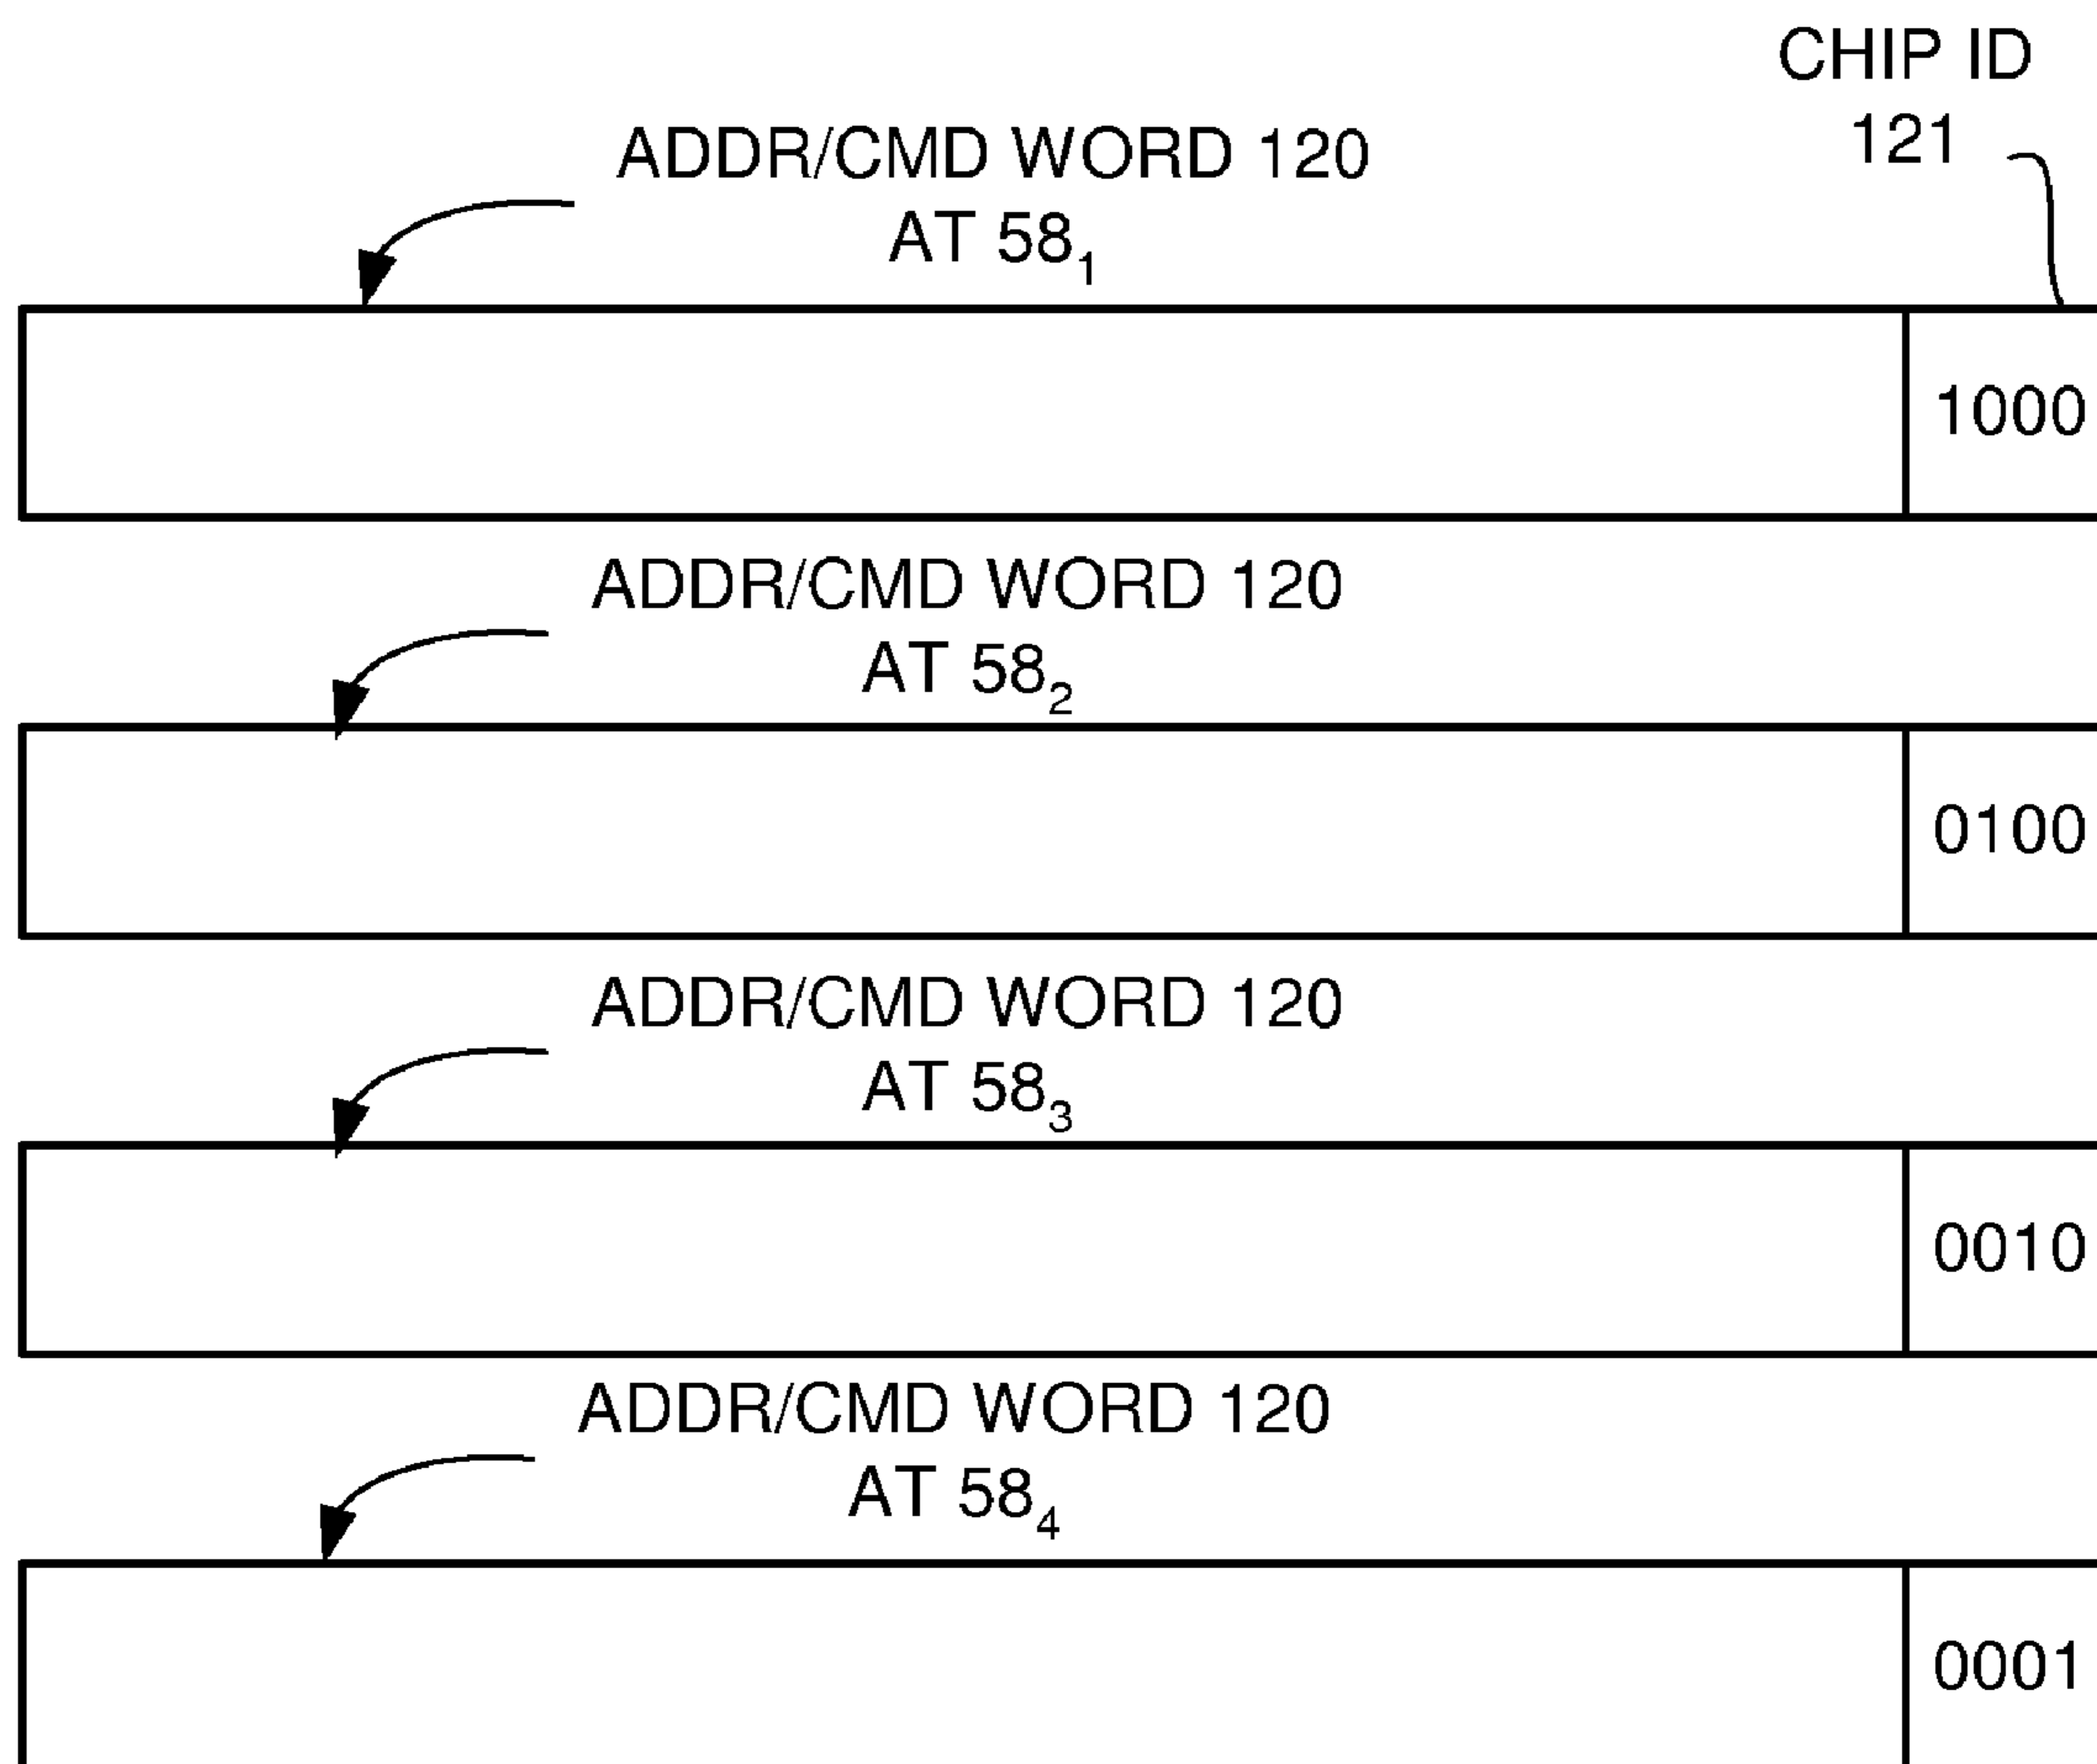 CHIP ID
121
ADDR/CMD WORD 120
AT 58₁
1000
ADDR/CMD WORD 120
AT 58₂
0100
ADDR/CMD WORD 120
AT 58₃
0010
ADDR/CMD WORD 120
AT 58₄
0001